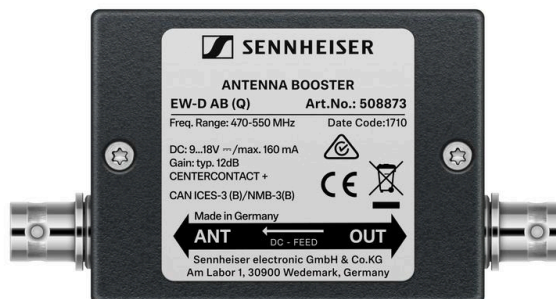 SENNHEISER
ANTENNA BOOSTER
EW-D AB (Q) Art.No.: 508873
Freq. Range: 470-550 MHz Date Code:1710
DC: 9...18V ⎓/max. 160 mA
Gain: typ. 12dB
CENTERCONTACT +
CAN ICES-3 (B)/NMB-3(B)
CE
Made in Germany
ANT DC - FEED OUT
Sennheiser electronic GmbH & Co.KG
Am Labor 1, 30900 Wedemark, Germany